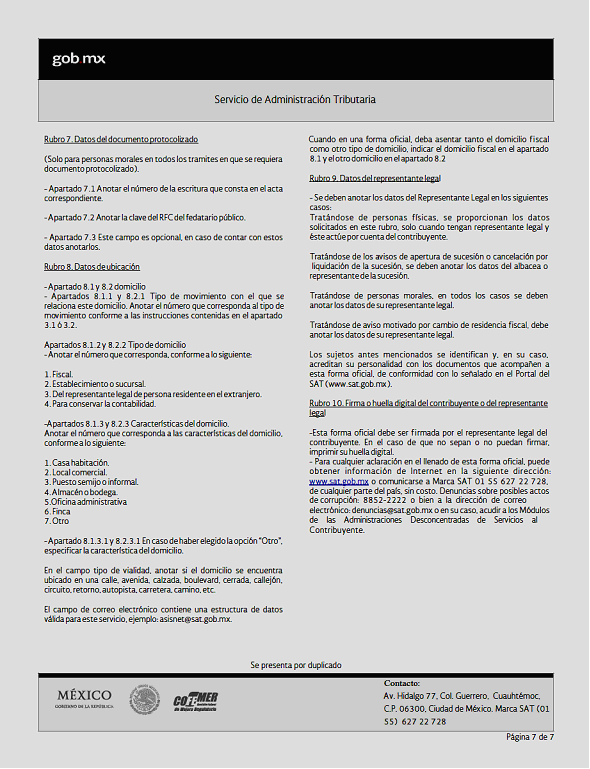 gob.mx
Servicio de Administración Tributaria
Rubro 7. Datos del documento protocolizado
(Solo para personas morales en todos los tramites en que se requiera
documento protocolizado).
- Apartado 7.1 Anotar el número de la escritura que consta en el acta
correspondiente.
- Apartado 7.2 Anotar la clave del RFC del fedatario público.
- Apartado 7.3 Este campo es opcional, en caso de contar con estos
datos anotarlos.
Rubro 8. Datos de ubicación
- Apartado 8.1 y 8.2 domicilio
- Apartados 8.1.1 y 8.2.1 Tipo de movimiento con el que se
relaciona este domicilio. Anotar el número que corresponda al tipo de
movimiento conforme a las instrucciones contenidas en el apartado
3.1 ó 3.2.
Apartados 8.1.2 y 8.2.2 Tipo de domicilio
- Anotar el número que corresponda, conforme a lo siguiente:
1. Fiscal.
2. Establecimiento o sucursal.
3. Del representante legal de persona residente en el extranjero.
4. Para conservar la contabilidad.
-Apartados 8.1.3 y 8.2.3 Características del domicilio.
Anotar el número que corresponda a las características del domicilio,
conforme a lo siguiente:
1. Casa habitación.
2. Local comercial.
3. Puesto semijo o informal.
4. Almacén o bodega.
5.Oficina administrativa
6. Finca
7. Otro
-Apartado 8.1.3.1 y 8.2.3.1 En caso de haber elegido la opción "Otro",
especificar la característica del domicilio.
En el campo tipo de vialidad, anotar si el domicilio se encuentra
ubicado en una calle, avenida, calzada, boulevard, cerrada, callejón,
circuito, retorno, autopista, carretera, camino, etc.
El campo de correo electrónico contiene una estructura de datos
válida para este servicio, ejemplo: asisnet@sat.gob.mx.
Cuando en una forma oficial, deba asentar tanto el domicilio fiscal
como otro tipo de domicilio, indicar el domicilio fiscal en el apartado
8.1 y el otro domicilio en el apartado 8.2
Rubro 9. Datos del representante legal
- Se deben anotar los datos del Representante Legal en los siguientes
casos:
Tratándose de personas físicas, se proporcionan los datos
solicitados en este rubro, solo cuando tengan representante legal y
éste actúe por cuenta del contribuyente.
Tratándose de los avisos de apertura de sucesión o cancelación por
liquidación de la sucesión, se deben anotar los datos del albacea o
representante de la sucesión.
Tratándose de personas morales, en todos los casos se deben
anotar los datos de su representante legal.
Tratándose de aviso motivado por cambio de residencia fiscal, debe
anotar los datos de su representante legal.
Los sujetos antes mencionados se identifican y, en su caso,
acreditan su personalidad con los documentos que acompañen a
esta forma oficial, de conformidad con lo señalado en el Portal del
SAT (www.sat.gob.mx).
Rubro 10. Firma o huella digital del contribuyente o del representante
legal
-Esta forma oficial debe ser firmada por el representante legal del
contribuyente. En el caso de que no sepan o no puedan firmar,
imprimir su huella digital.
- Para cualquier aclaración en el llenado de esta forma oficial, puede
obtener información de Internet en la siguiente dirección:
www.sat.gob.mx o comunicarse a Marca SAT 01 55 627 22 728,
de cualquier parte del país, sin costo. Denuncias sobre posibles actos
de corrupción: 8852-2222 o bien a la dirección de correo
electrónico: denuncias@sat.gob.mx o en su caso, acudir a los Módulos
de las Administraciones Desconcentradas de Servicios al
Contribuyente.
Se presenta por duplicado
MÉXICO
GOBIERNO DE LA REPÚBLICA
COFEMER
Contacto:
Av. Hidalgo 77, Col. Guerrero, Cuauhtémoc,
C.P. 06300, Ciudad de México. Marca SAT (01
55) 627 22 728
Página 7 de 7